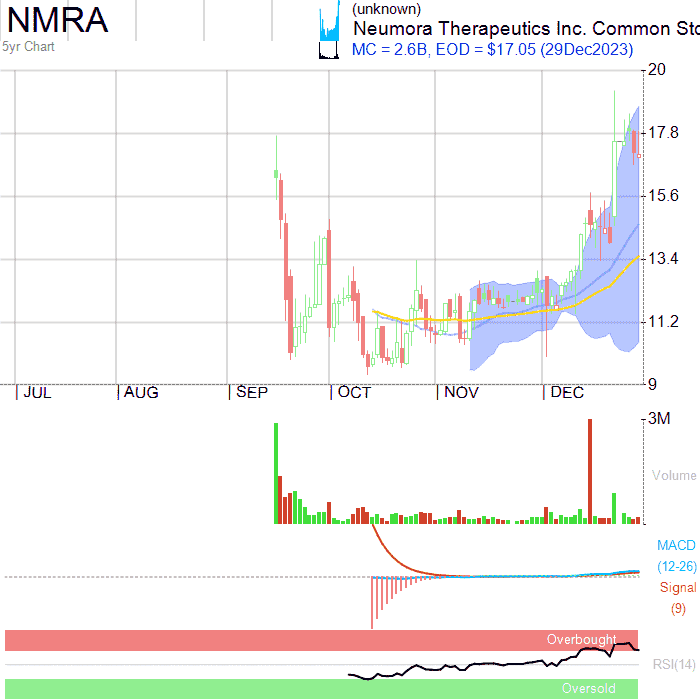 NMRA
5yr Chart
(unknown)
Neumora Therapeutics Inc. Common Sto
MC = 2.6B, EOD = $17.05 (29Dec2023)
20
17.8
15.6
13.4
11.2
9
JUL AUG SEP OCT NOV DEC
3M
Volume
MACD
(12-26)
Signal
(9)
Overbought
RSI(14)
Oversold